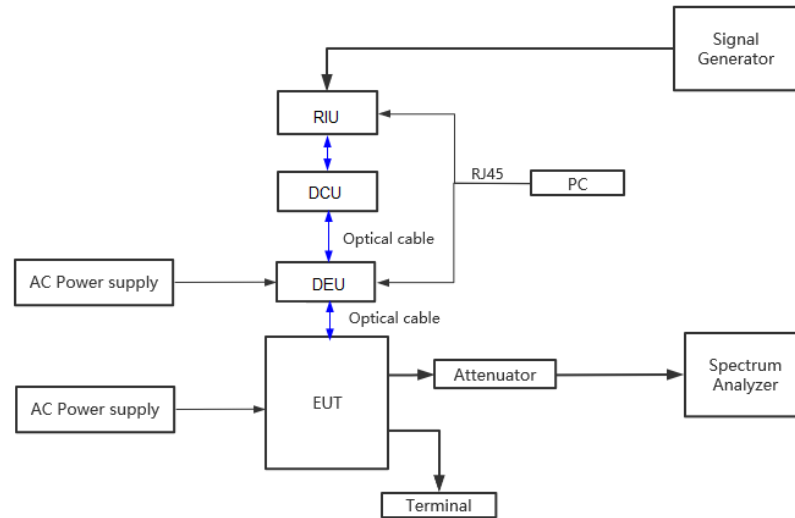 Signal
Generator
RIU
RJ45
PC
DCU
Optical cable
AC Power supply
DEU
Optical cable
Spectrum
Analyzer
Attenuator
AC Power supply
EUT
Terminal